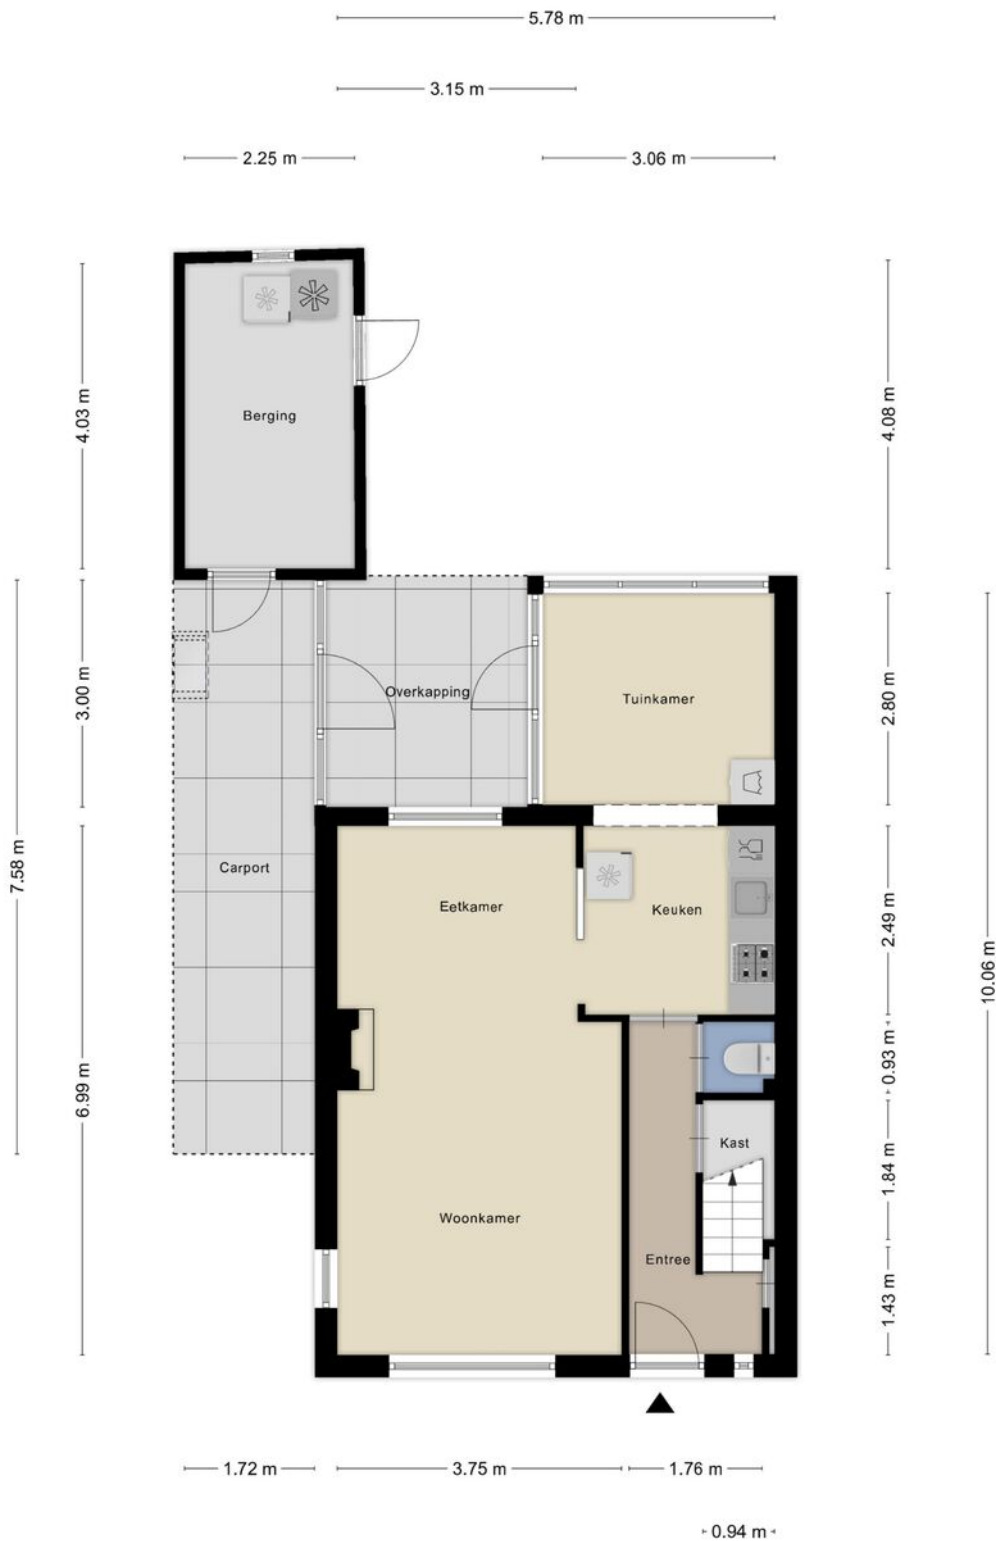 5.78 m
3.15 m
2.25 m
3.06 m
4.03 m
4.08 m
Berging
3.00 m
Overkapping
Tuinkamer
2.80 m
7.58 m
Carport
Eetkamer
Keuken
2.49 m
10.06 m
6.99 m
0.93 m
Kast
1.84 m
Woonkamer
Entree
1.43 m
1.72 m
3.75 m
1.76 m
0.94 m